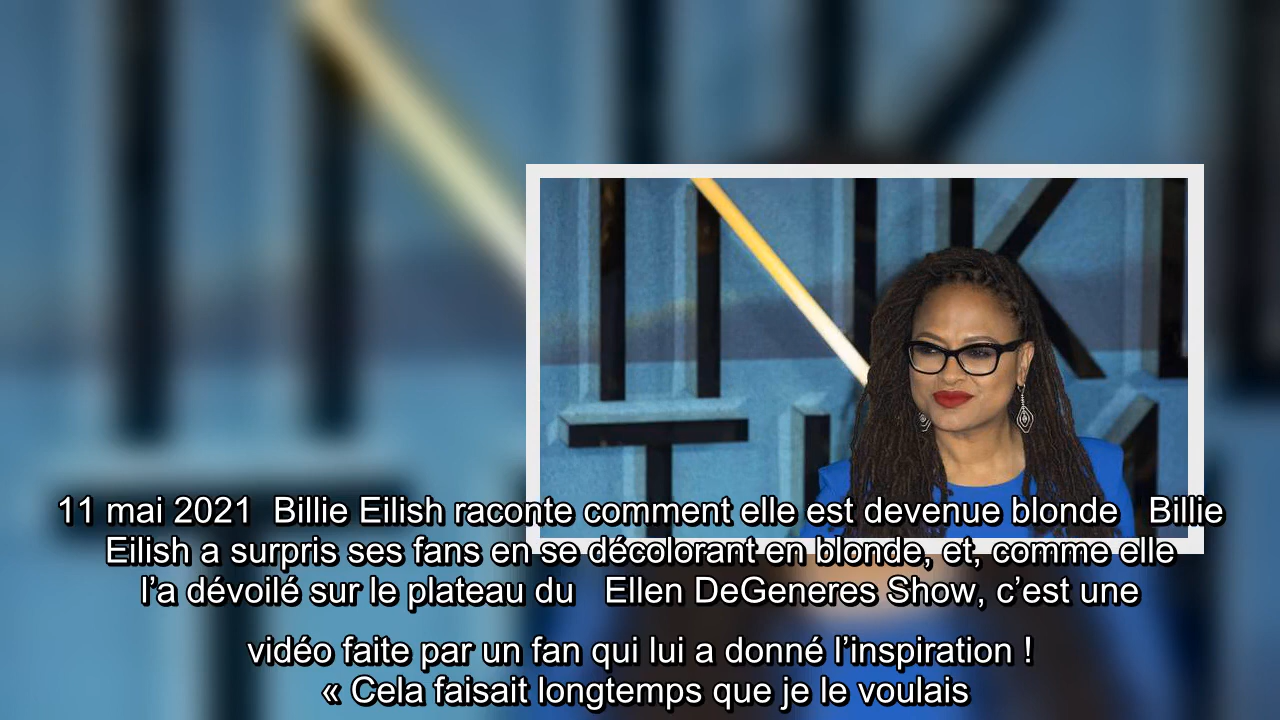 INK
TIM
11 mai 2021  Billie Eilish raconte comment elle est devenue blonde   Billie
Eilish a surpris ses fans en se décolorant en blonde, et, comme elle
l’a dévoilé sur le plateau du   Ellen DeGeneres Show, c’est une
vidéo faite par un fan qui lui a donné l’inspiration !
« Cela faisait longtemps que je le voulais